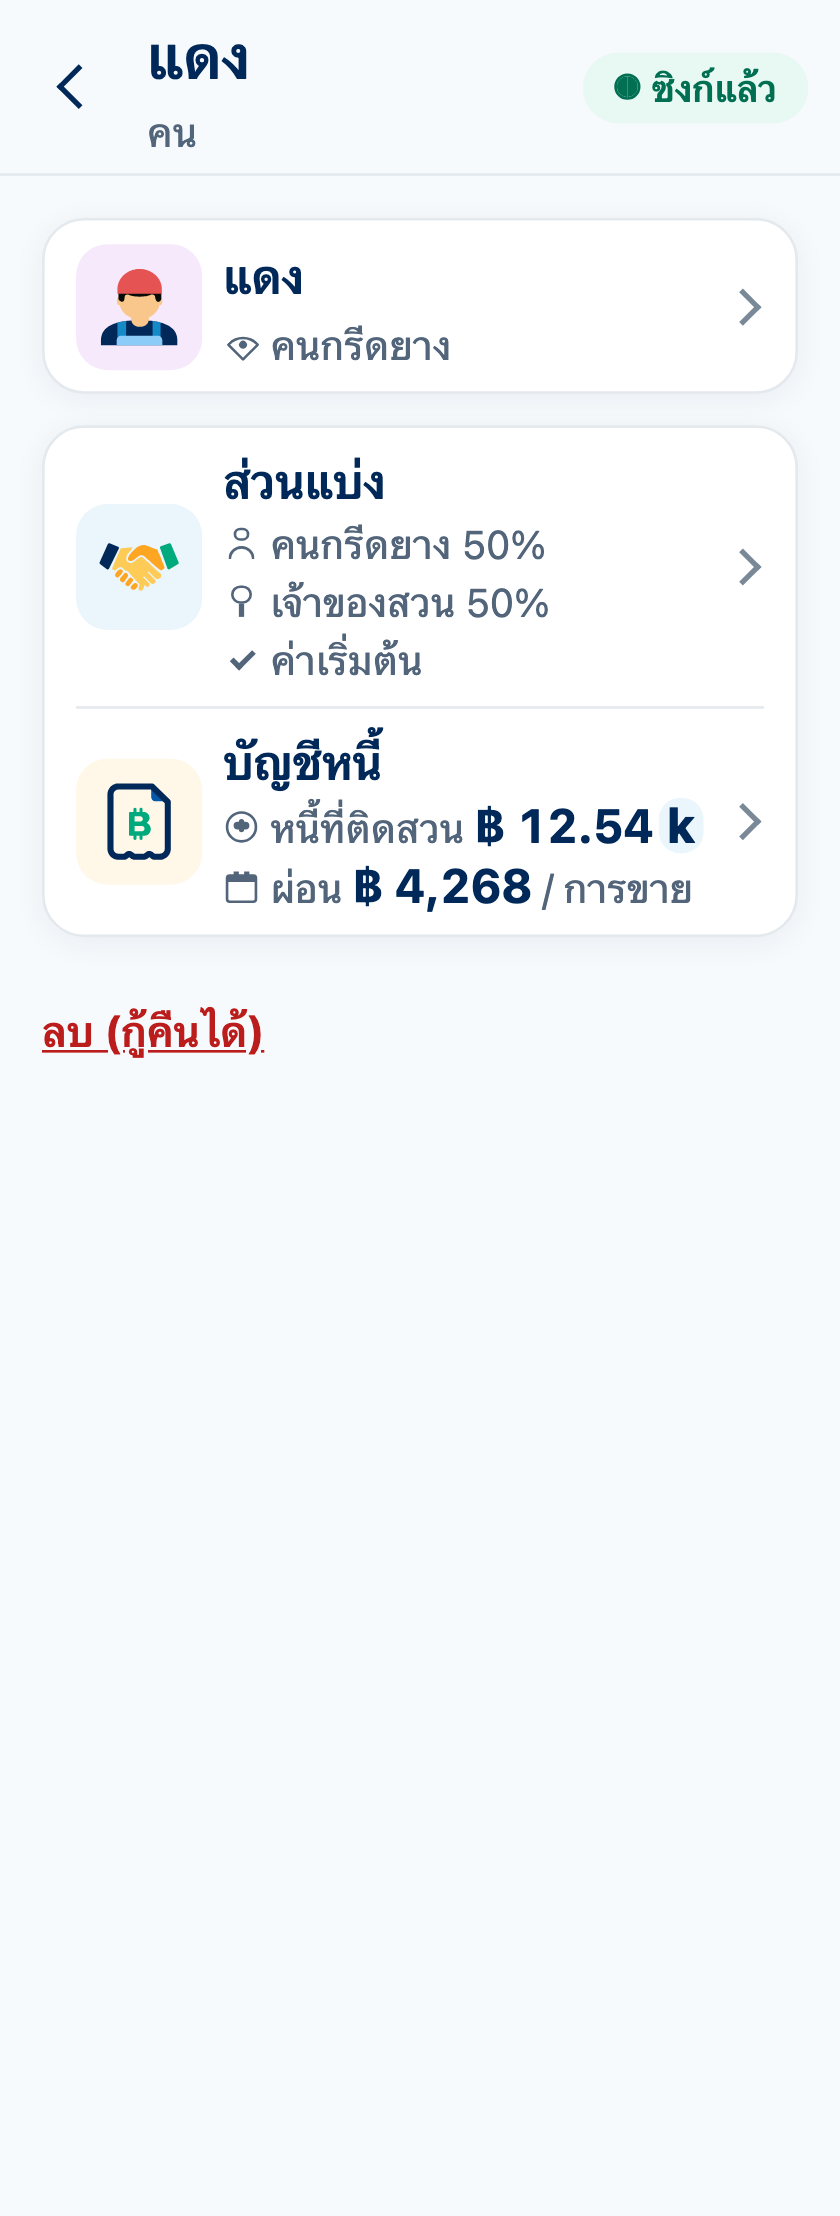 แดง
คน
ซิงก์แล้ว
แดง
คนกรีดยาง
ส่วนแบ่ง
คนกรีดยาง 50%
เจ้าของสวน 50%
ค่าเริ่มต้น
บัญชีหนี้
หนี้ที่ติดสวน ฿ 12.54 k
ผ่อน ฿ 4,268 / การขาย
ลบ (กู้คืนได้)